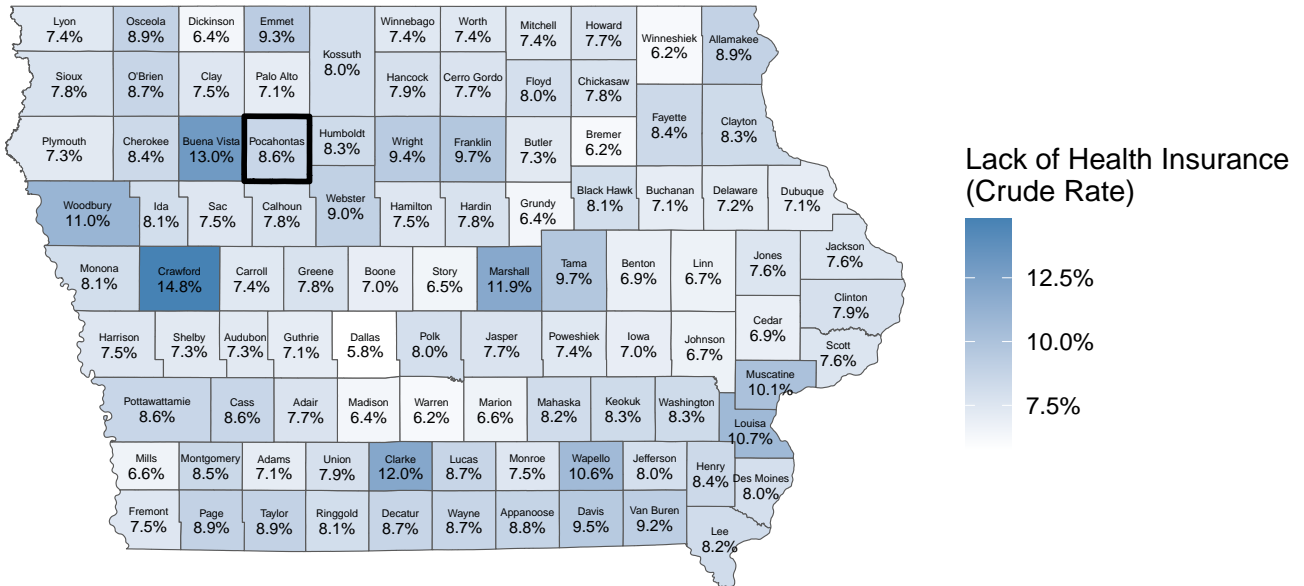 Lyon
7.4%
Osceola
8.9%
Dickinson
6.4%
Emmet
9.3%
Kossuth
8.0%
Winnebago
7.4%
Worth
7.4%
Mitchell
7.4%
Howard
7.7%
Winneshiek
6.2%
Allamakee
8.9%
Sioux
7.8%
O'Brien
8.7%
Clay
7.5%
Palo Alto
7.1%
Hancock
7.9%
Cerro Gordo
7.7%
Floyd
8.0%
Chickasaw
7.8%
Plymouth
7.3%
Cherokee
8.4%
Buena Vista
13.0%
Pocahontas
8.6%
Humboldt
8.3%
Wright
9.4%
Franklin
9.7%
Butler
7.3%
Bremer
6.2%
Fayette
8.4%
Clayton
8.3%
Woodbury
11.0%
Ida
8.1%
Sac
7.5%
Calhoun
7.8%
Webster
9.0%
Hamilton
7.5%
Hardin
7.8%
Grundy
6.4%
Black Hawk
8.1%
Buchanan
7.1%
Delaware
7.2%
Dubuque
7.1%
Monona
8.1%
Crawford
14.8%
Carroll
7.4%
Greene
7.8%
Boone
7.0%
Story
6.5%
Marshall
11.9%
Tama
9.7%
Benton
6.9%
Linn
6.7%
Jones
7.6%
Jackson
7.6%
Clinton
7.9%
Harrison
7.5%
Shelby
7.3%
Audubon
7.3%
Guthrie
7.1%
Dallas
5.8%
Polk
8.0%
Jasper
7.7%
Poweshiek
7.4%
Iowa
7.0%
Johnson
6.7%
Cedar
6.9%
Scott
7.6%
Muscatine
10.1%
Pottawattamie
8.6%
Cass
8.6%
Adair
7.7%
Madison
6.4%
Warren
6.2%
Marion
6.6%
Mahaska
8.2%
Keokuk
8.3%
Washington
8.3%
Louisa
10.7%
Mills
6.6%
Montgomery
8.5%
Adams
7.1%
Union
7.9%
Clarke
12.0%
Lucas
8.7%
Monroe
7.5%
Wapello
10.6%
Jefferson
8.0%
Henry
8.4%
Des Moines
8.0%
Fremont
7.5%
Page
8.9%
Taylor
8.9%
Ringgold
8.1%
Decatur
8.7%
Wayne
8.7%
Appanoose
8.8%
Davis
9.5%
Van Buren
9.2%
Lee
8.2%
Lack of Health Insurance
(Crude Rate)
12.5%
10.0%
7.5%